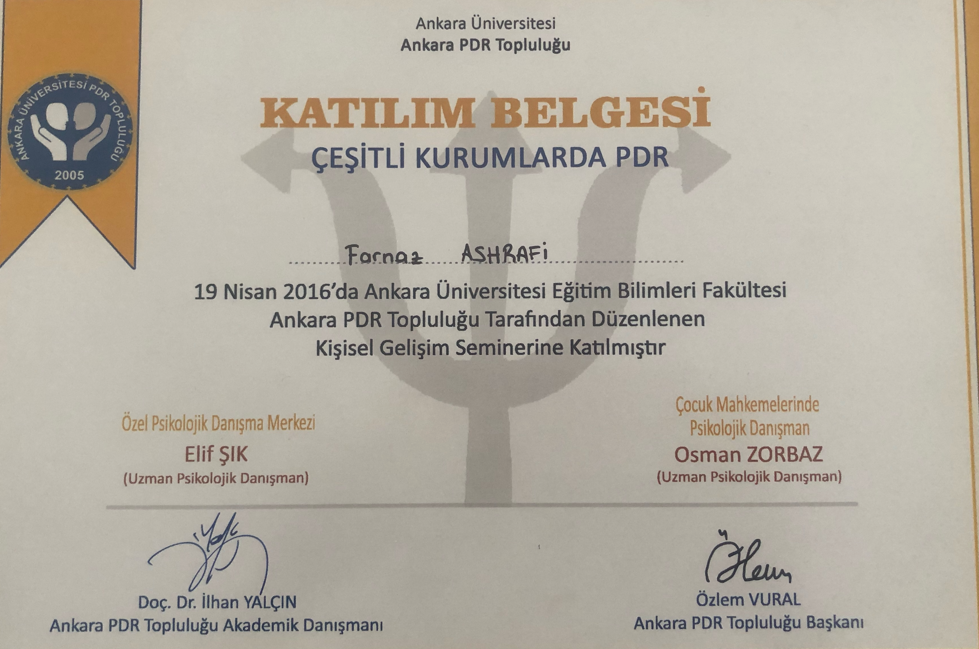 Ankara Üniversitesi
Ankara PDR Topluluğu
ANKARA ÜNİVERSİTESİ PDR TOPLULUĞU
2005
KATILIM BELGESİ
ÇEŞİTLİ KURUMLARDA PDR
Farnaz ASHRAFİ
19 Nisan 2016'da Ankara Üniversitesi Eğitim Bilimleri Fakültesi
Ankara PDR Topluluğu Tarafından Düzenlenen
Kişisel Gelişim Seminerine Katılmıştır
Özel Psikolojik Danışma Merkezi
Elif ŞIK
(Uzman Psikolojik Danışman)
Çocuk Mahkemelerinde
Psikolojik Danışman
Osman ZORBAZ
(Uzman Psikolojik Danışman)
Doç. Dr. İlhan YALÇIN
Ankara PDR Topluluğu Akademik Danışmanı
Özlem
Özlem VURAL
Ankara PDR Topluluğu Başkanı